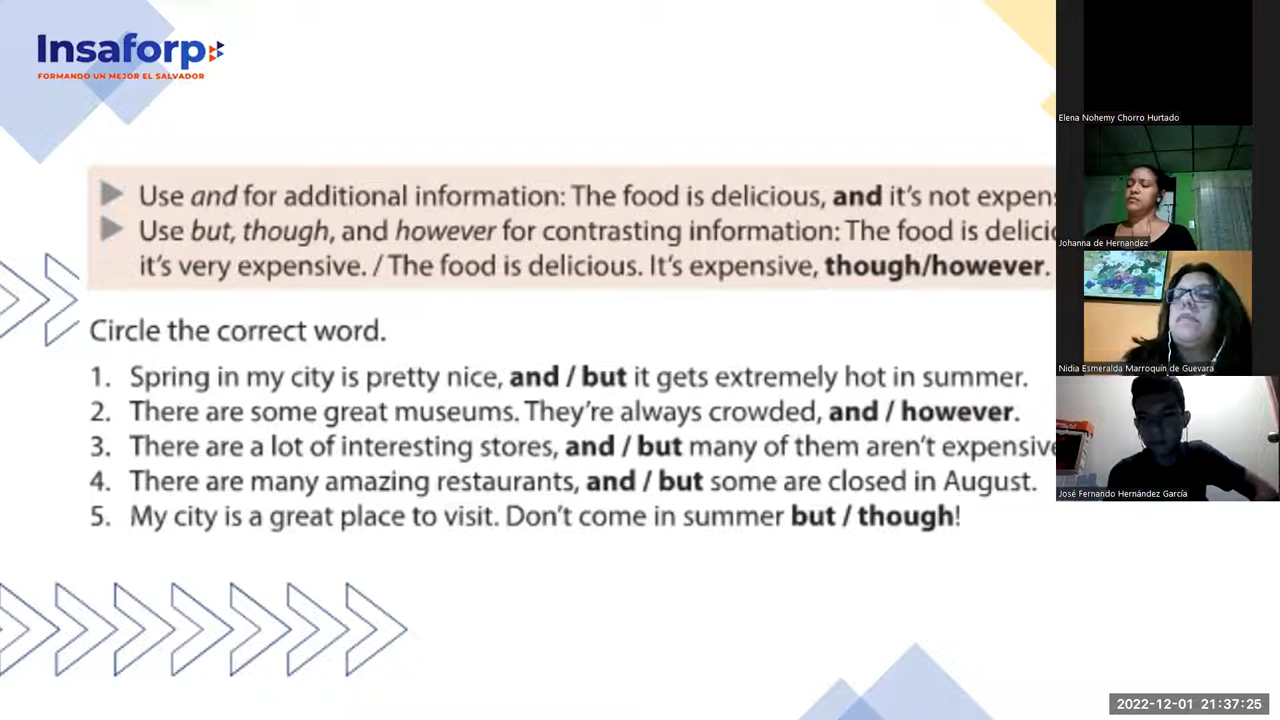 Insaforp
FORMANDO UN MEJOR EL SALVADOR
Use and for additional information: The food is delicious, and it's not expens
Use but, though, and however for contrasting information: The food is delici
it's very expensive. / The food is delicious. It's expensive, though/however.
Circle the correct word.
1. Spring in my city is pretty nice, and / but it gets extremely hot in summer.
2. There are some great museums. They're always crowded, and / however.
3. There are a lot of interesting stores, and / but many of them aren't expensive
4. There are many amazing restaurants, and / but some are closed in August.
5. My city is a great place to visit. Don't come in summer but / though!
Elena Nohemy Chorro Hurtado
Johanna de Hernandez
Nidia Esmeralda Marroquín de Guevara
José Fernando Hernández García
2022-12-01 21:37:25